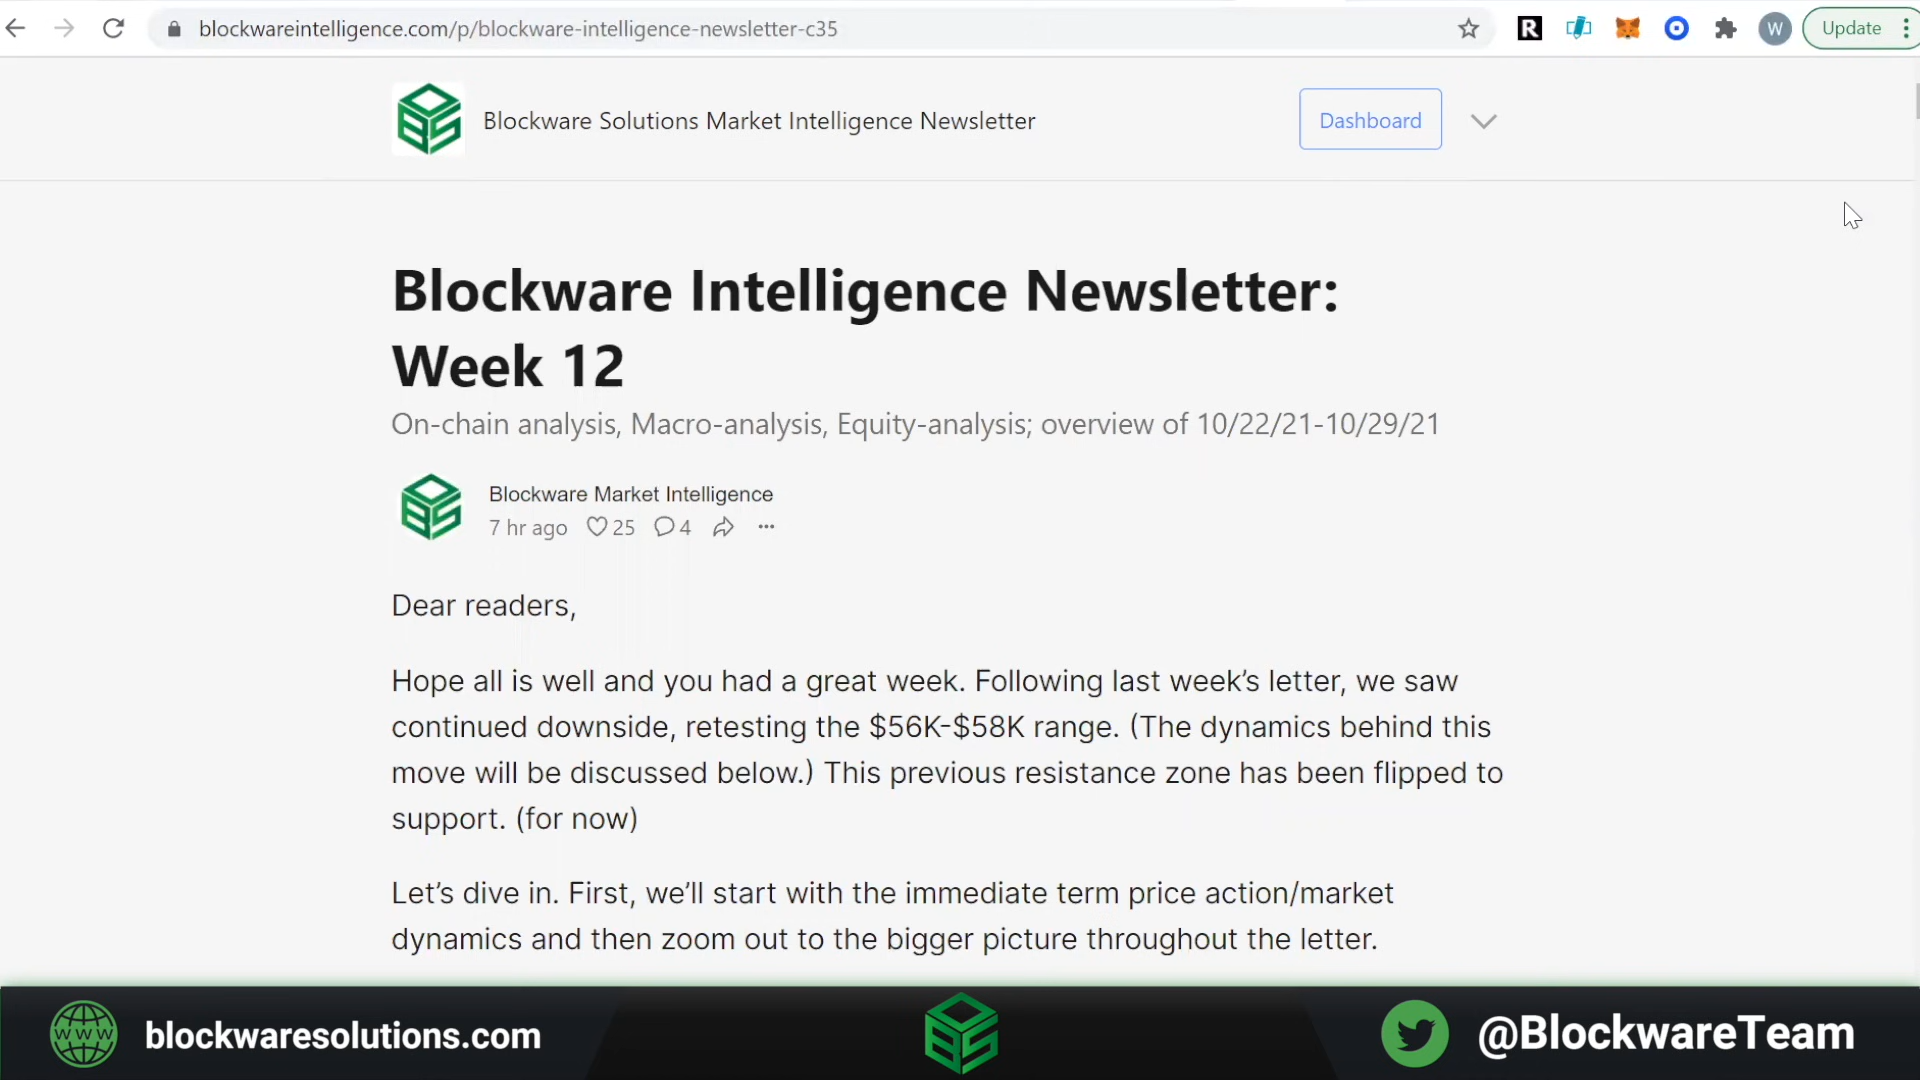 blockwareintelligence.com/p/blockware-intelligence-newsletter-c35
R
W
Update
Blockware Solutions Market Intelligence Newsletter
Dashboard
Blockware Intelligence Newsletter:
Week 12
On-chain analysis, Macro-analysis, Equity-analysis; overview of 10/22/21-10/29/21
Blockware Market Intelligence
7 hr ago 25 4
Dear readers,
Hope all is well and you had a great week. Following last week’s letter, we saw
continued downside, retesting the $56K-$58K range. (The dynamics behind this
move will be discussed below.) This previous resistance zone has been flipped to
support. (for now)
Let’s dive in. First, we’ll start with the immediate term price action/market
dynamics and then zoom out to the bigger picture throughout the letter.
WWW
blockwaresolutions.com
@BlockwareTeam